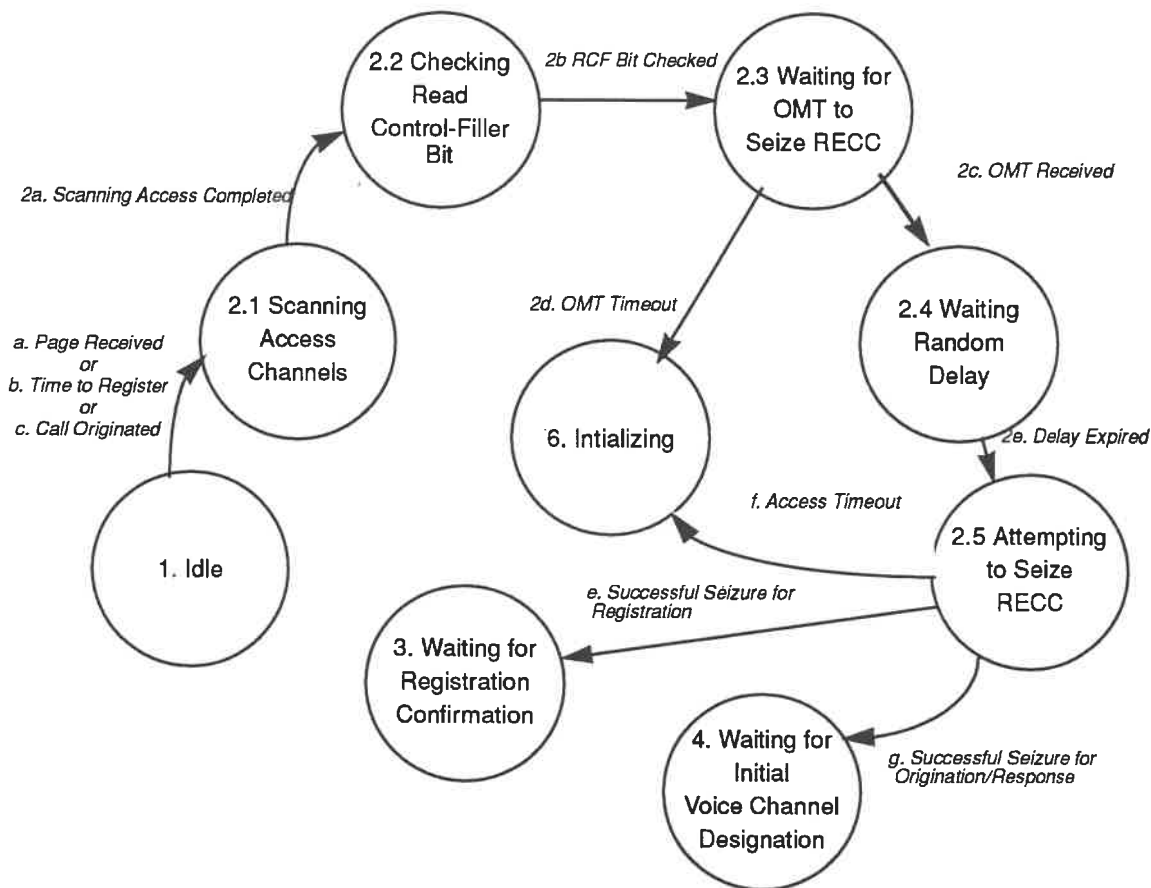 2.2 Checking
Read
Control-Filler
Bit
2b RCF Bit Checked
2.3 Waiting for
OMT to
Seize RECC
2a. Scanning Access Completed
2c. OMT Received
2.1 Scanning
Access
Channels
2d. OMT Timeout
2.4 Waiting
Random
Delay
a. Page Received
or
b. Time to Register
or
c. Call Originated
6. Intializing
2e. Delay Expired
f. Access Timeout
1. Idle
2.5 Attempting
to Seize
RECC
e. Successful Seizure for
Registration
3. Waiting for
Registration
Confirmation
4. Waiting for
Initial
Voice Channel
Designation
g. Successful Seizure for
Origination/Response